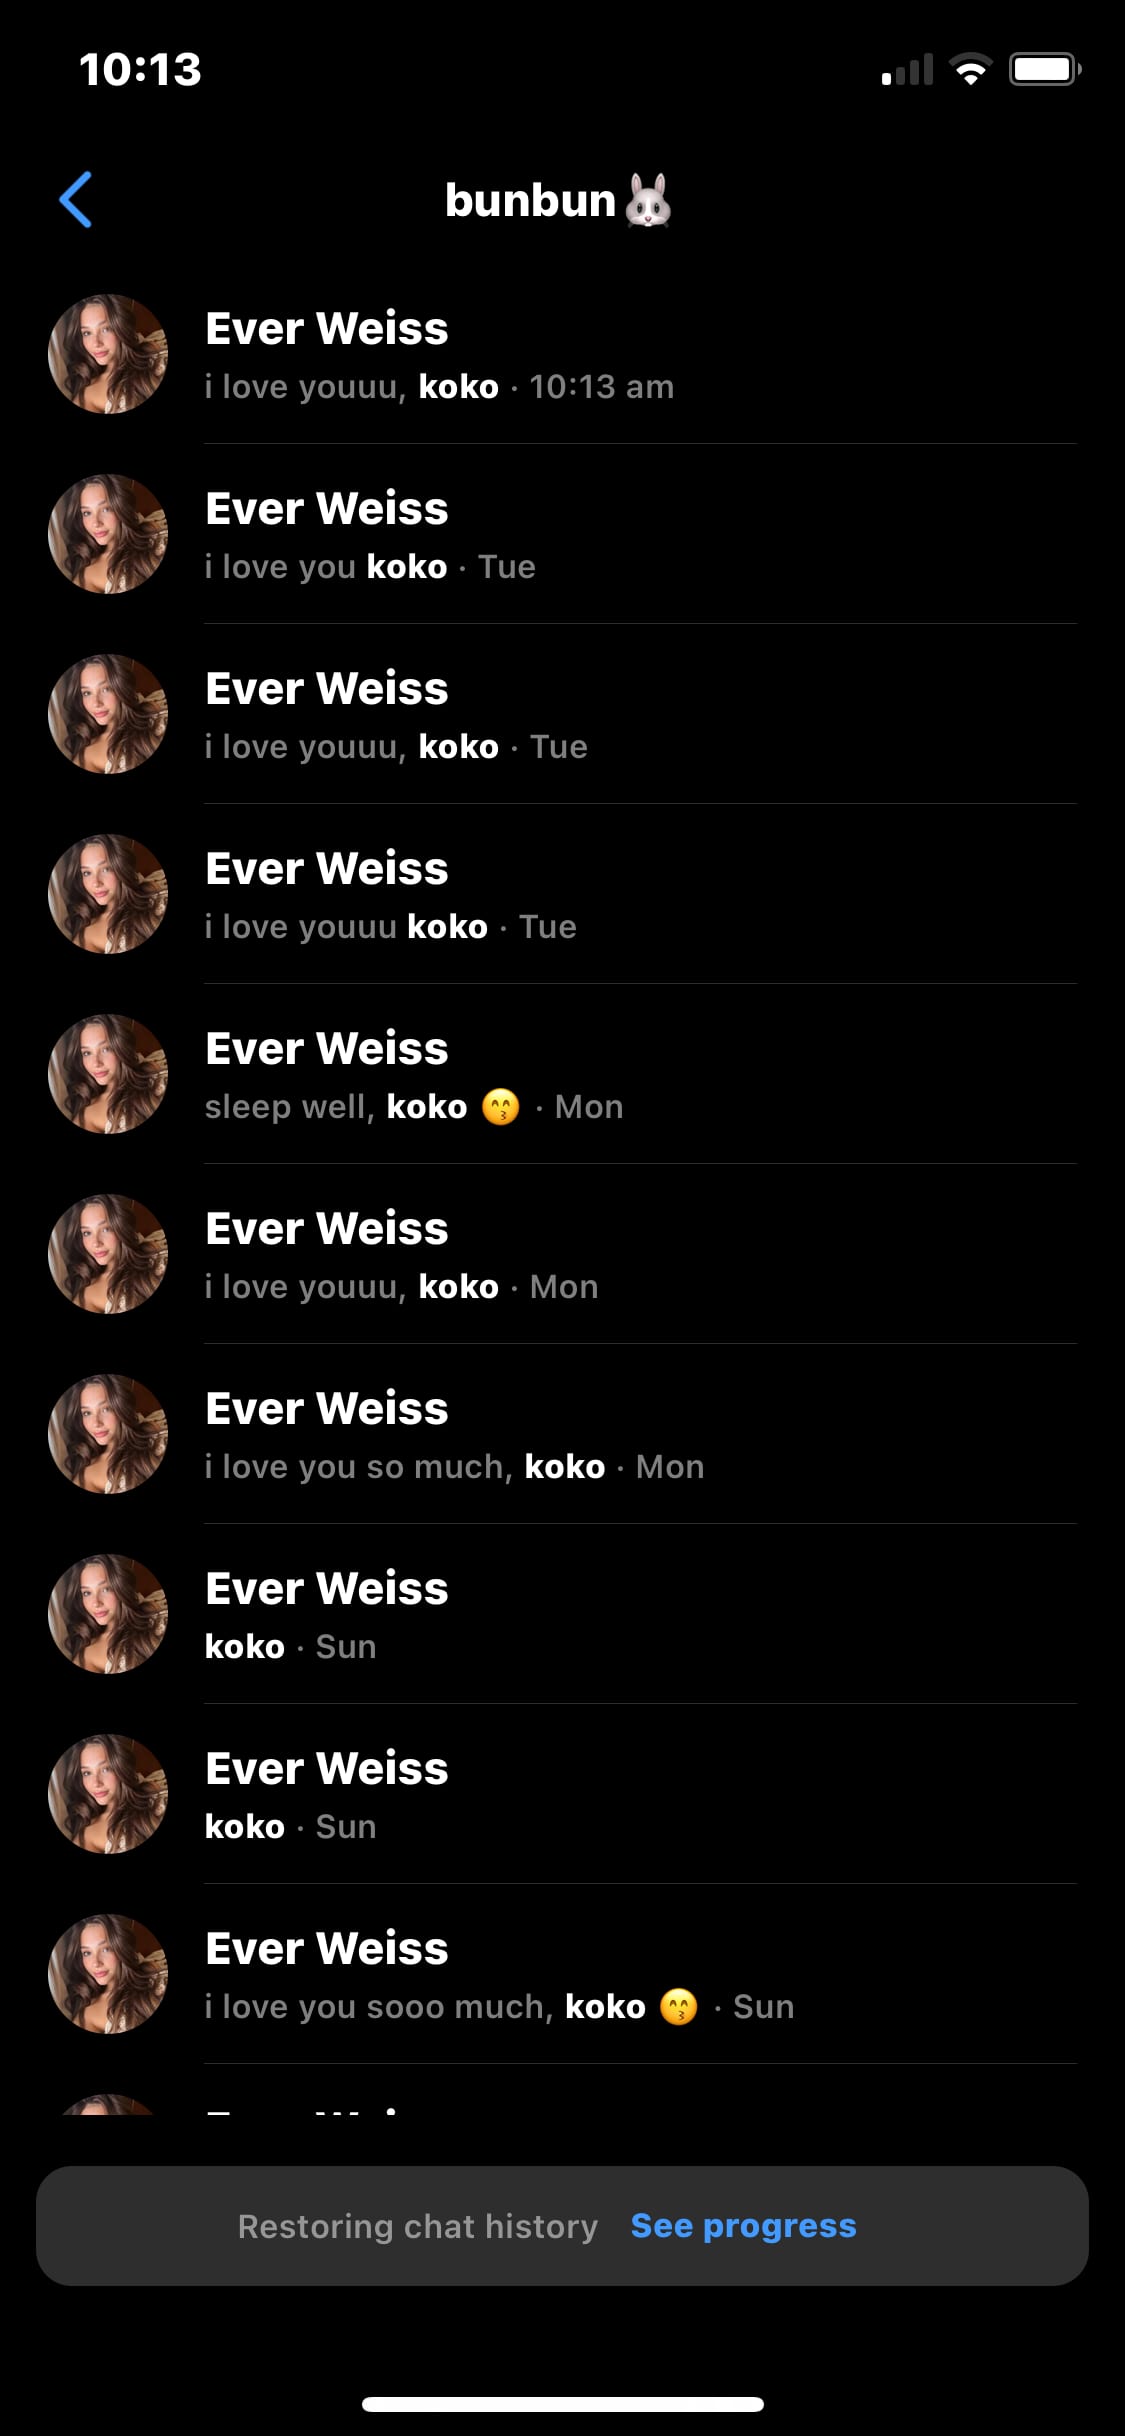 10:13
bunbun🐰
Ever Weiss
i love youuu, koko · 10:13 am
Ever Weiss
i love you koko · Tue
Ever Weiss
i love youuu, koko · Tue
Ever Weiss
i love youuu koko · Tue
Ever Weiss
sleep well, koko 😙 · Mon
Ever Weiss
i love youuu, koko · Mon
Ever Weiss
i love you so much, koko · Mon
Ever Weiss
koko · Sun
Ever Weiss
koko · Sun
Ever Weiss
i love you sooo much, koko 😙 · Sun
Restoring chat history See progress